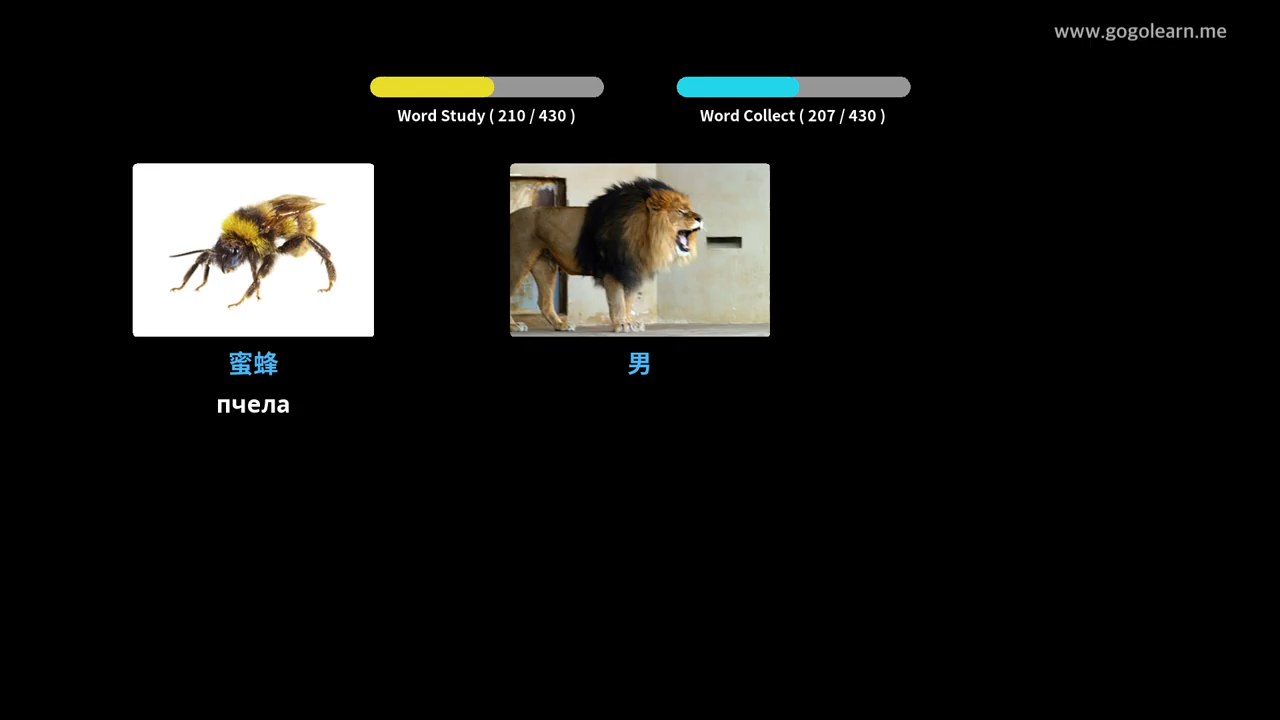 www.gogolearn.me
Word Study ( 210 / 430 )
Word Collect ( 207 / 430 )
蜜蜂
男
пчела